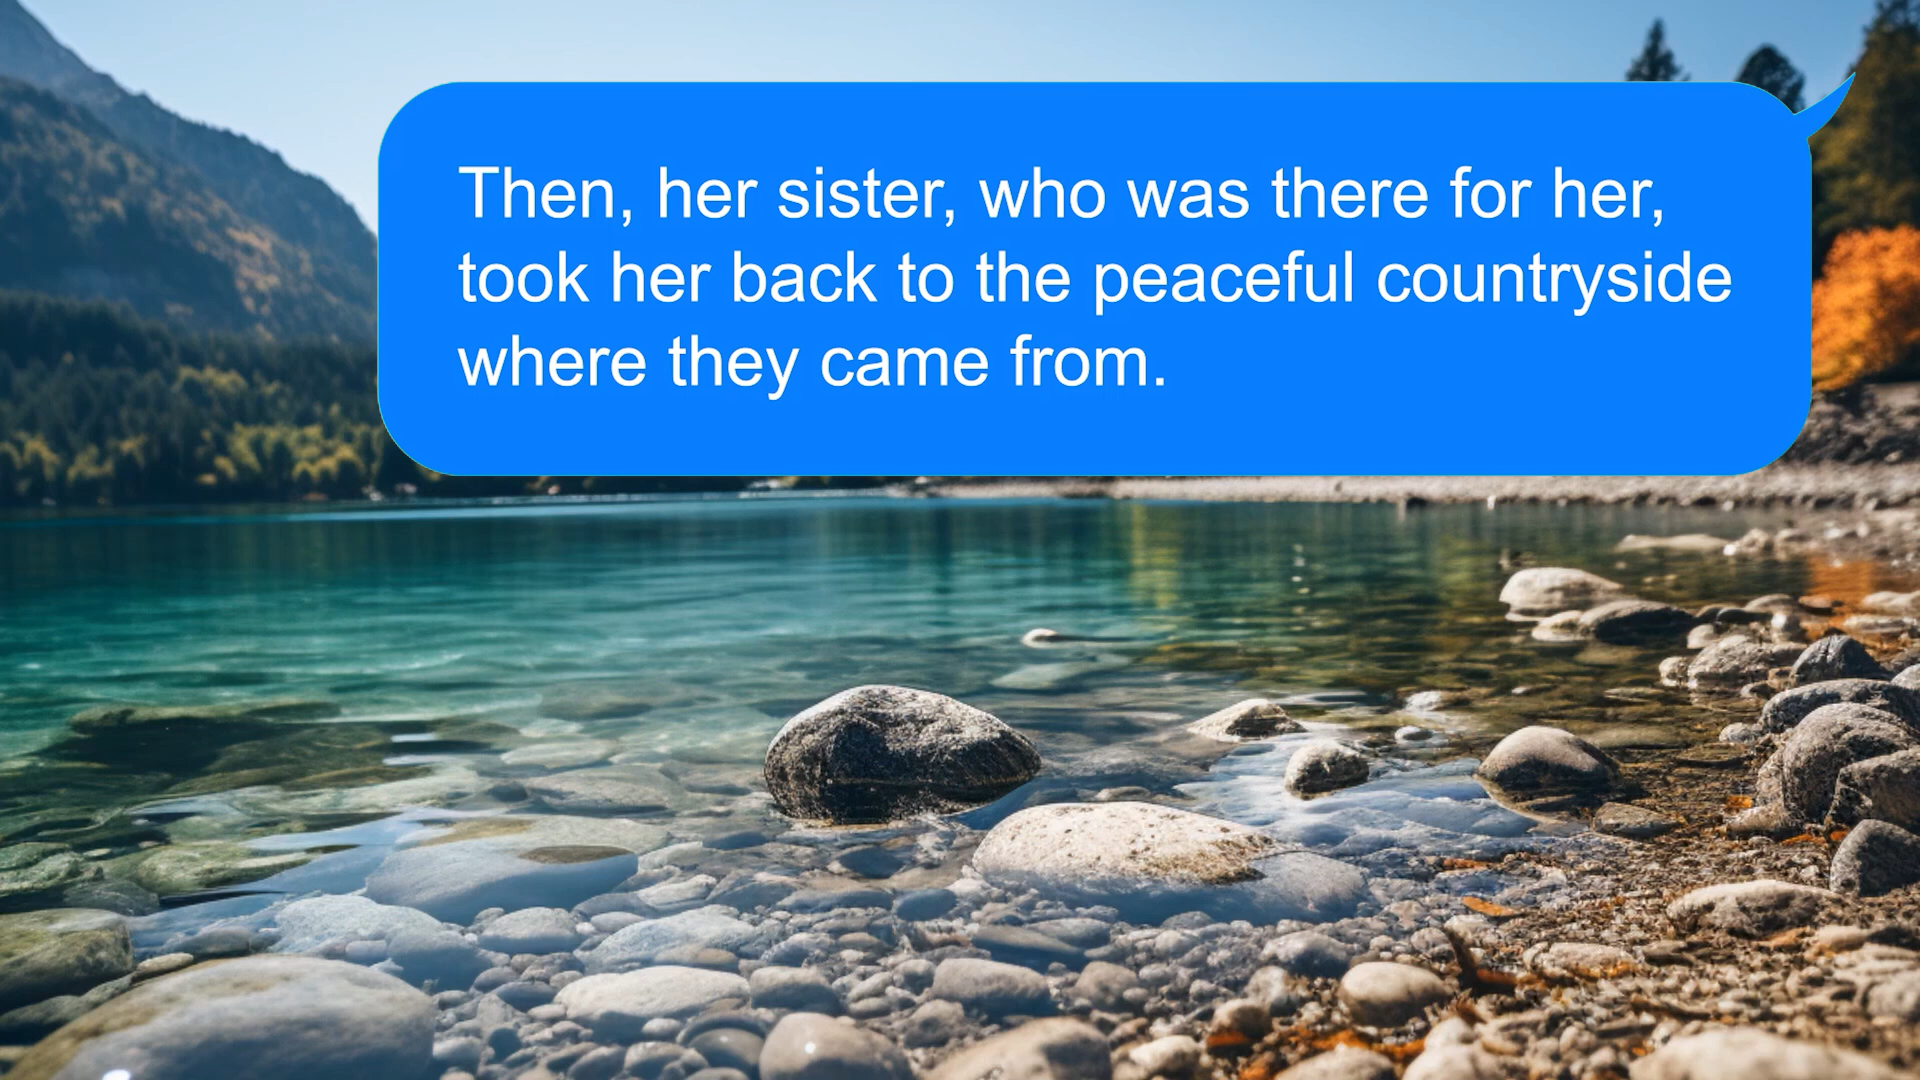 Then, her sister, who was there for her,
took her back to the peaceful countryside
where they came from.